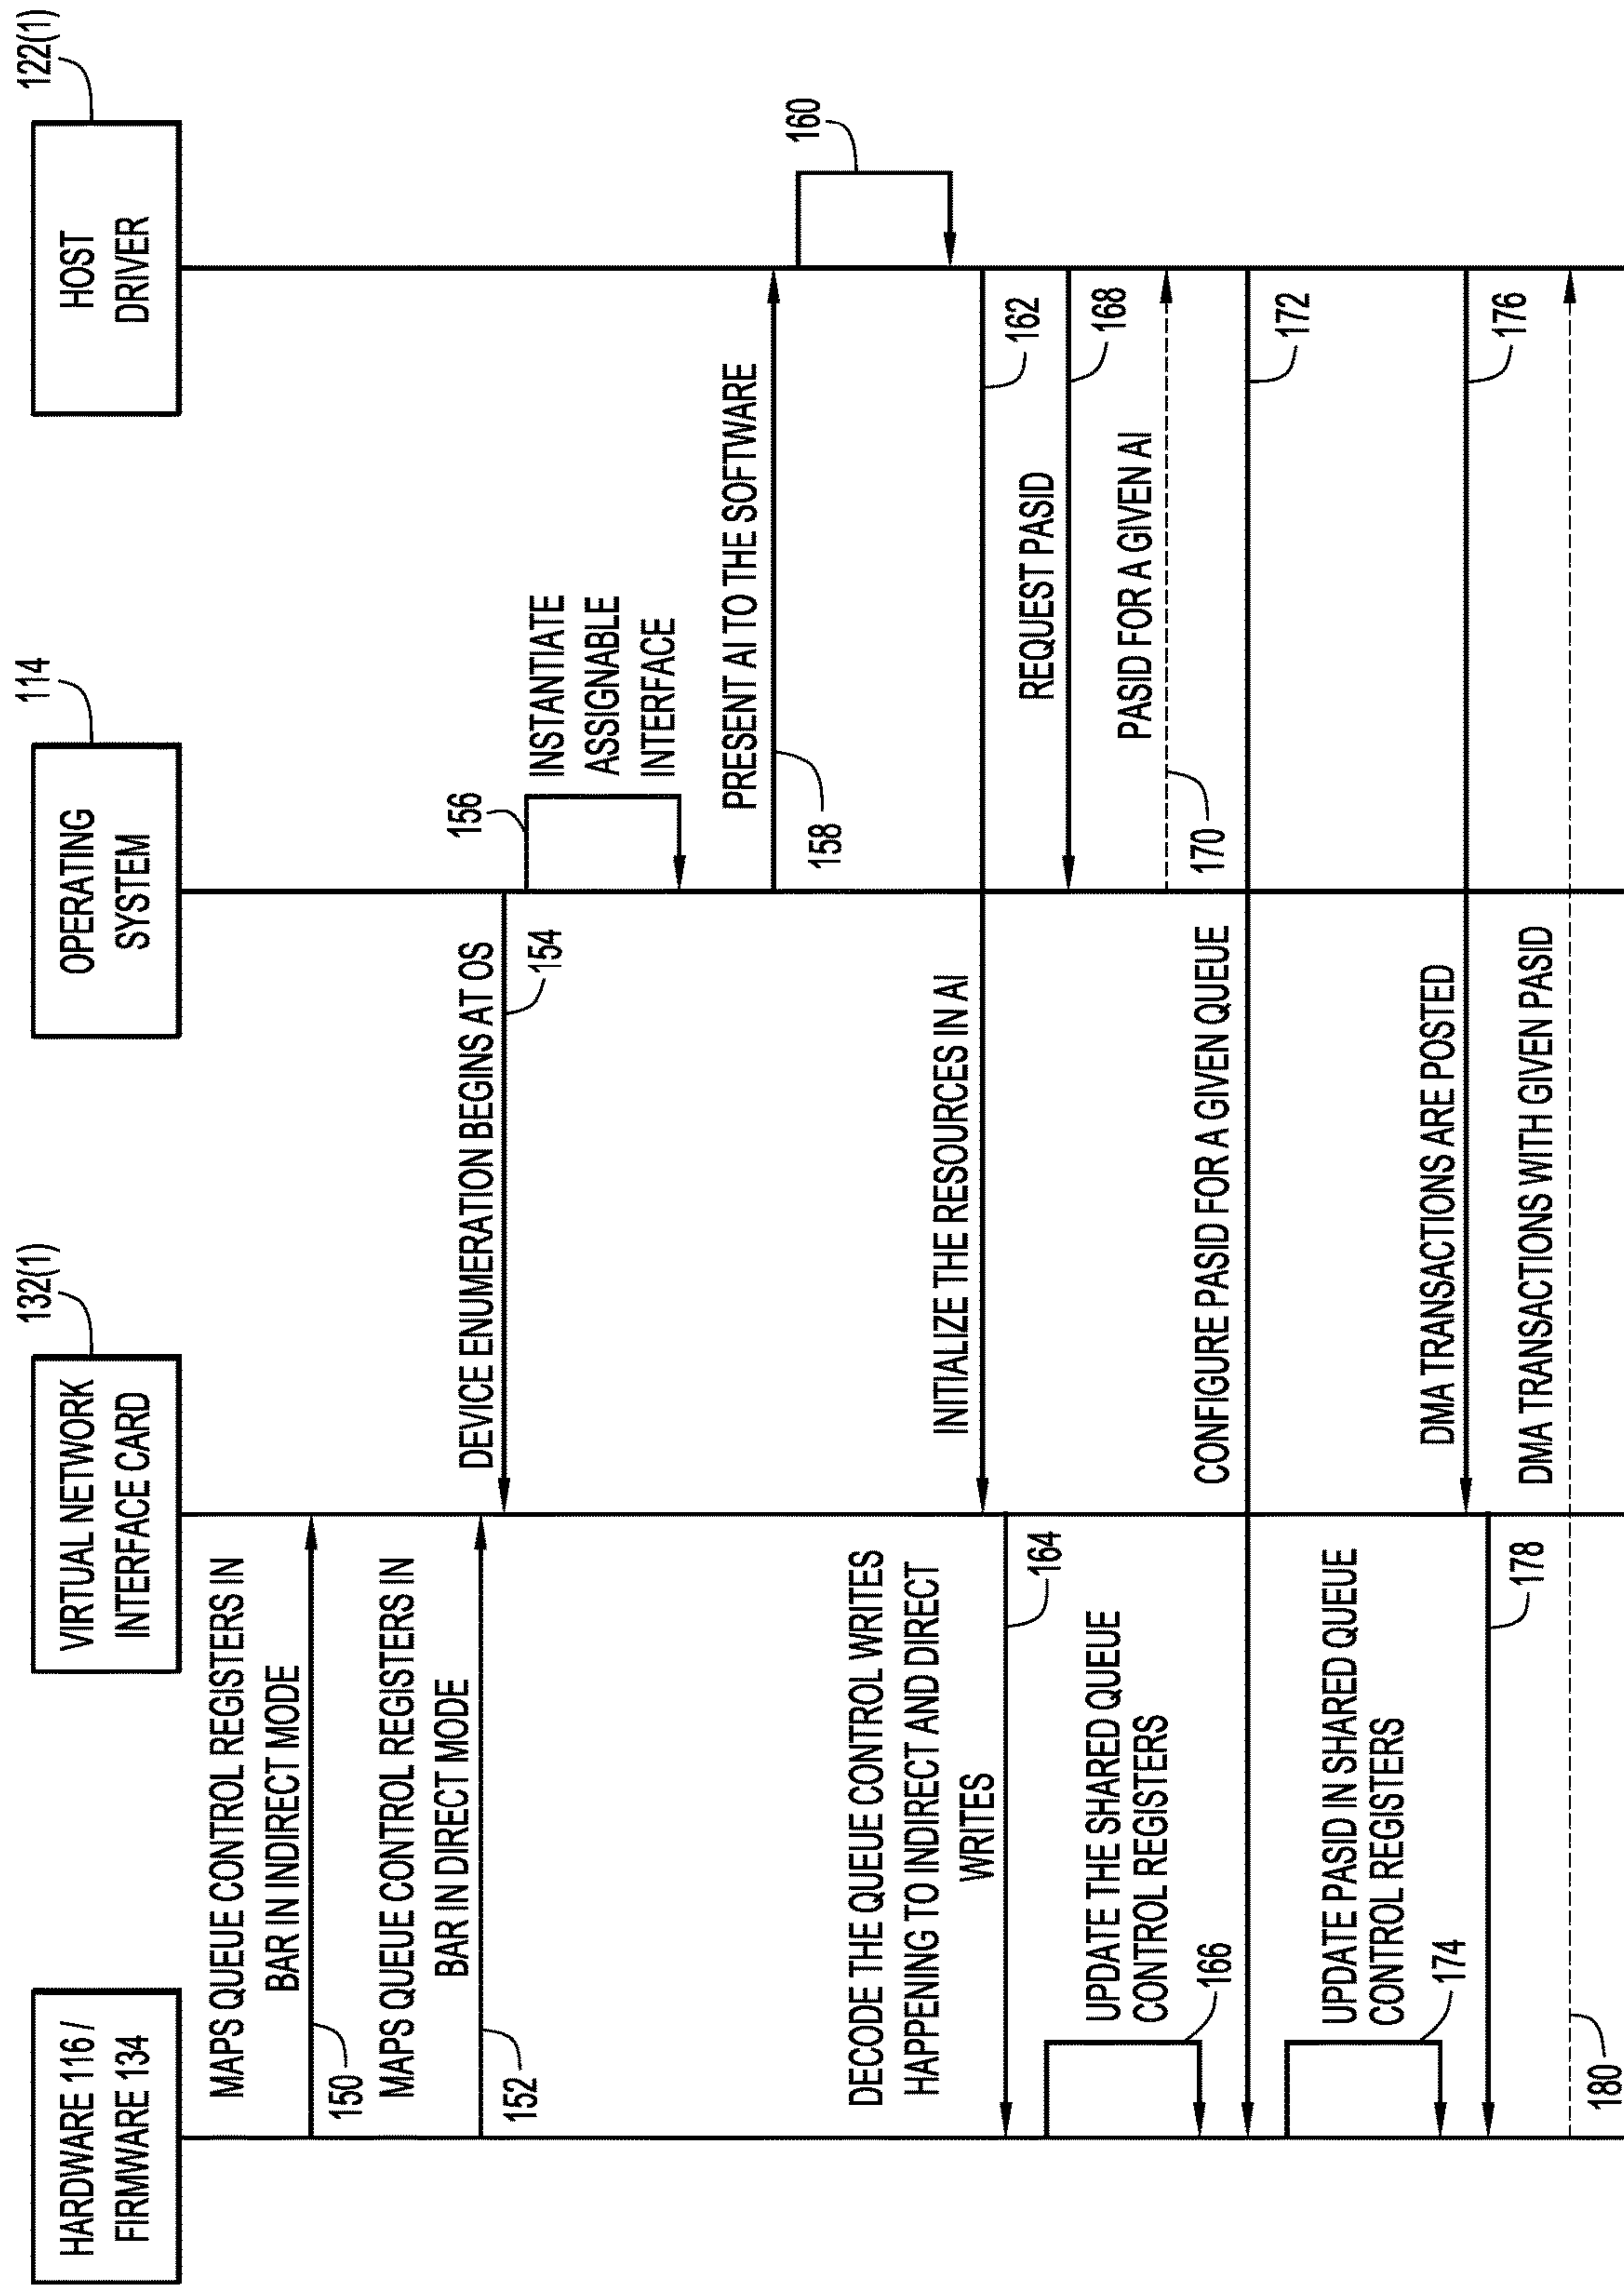 HARDWARE 116 /
FIRMWARE 134
VIRTUAL NETWORK
INTERFACE CARD
132(1)
OPERATING
SYSTEM
114
HOST
DRIVER
122(1)
MAPS QUEUE CONTROL REGISTERS IN
BAR IN INDIRECT MODE
150
MAPS QUEUE CONTROL REGISTERS IN
BAR IN DIRECT MODE
152
DEVICE ENUMERATION BEGINS AT OS
154
156
INSTANTIATE
ASSIGNABLE
INTERFACE
PRESENT AI TO THE SOFTWARE
158
160
INITIALIZE THE RESOURCES IN AI
162
DECODE THE QUEUE CONTROL WRITES
HAPPENING TO INDIRECT AND DIRECT
WRITES
164
REQUEST PASID
168
UPDATE THE SHARED QUEUE
CONTROL REGISTERS
166
PASID FOR A GIVEN AI
170
CONFIGURE PASID FOR A GIVEN QUEUE
172
UPDATE PASID IN SHARED QUEUE
CONTROL REGISTERS
174
DMA TRANSACTIONS ARE POSTED
176
178
DMA TRANSACTIONS WITH GIVEN PASID
180